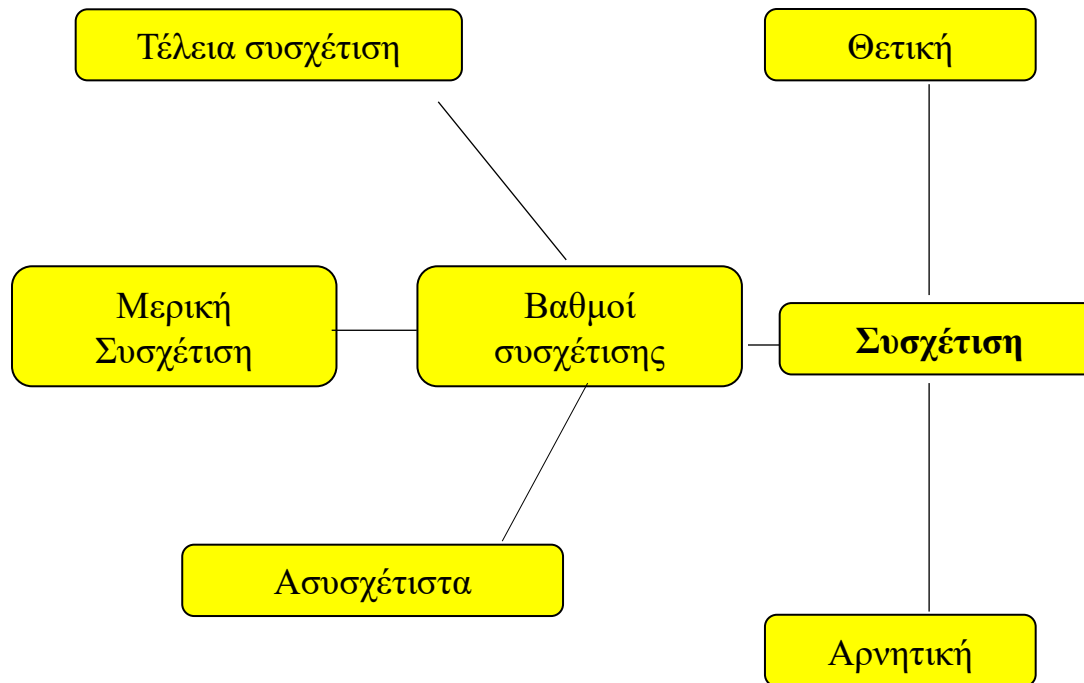 Τέλεια συσχέτιση
Θετική
Μερική
Συσχέτιση
Βαθμοί
συσχέτισης
Συσχέτιση
Ασυσχέτιστα
Αρνητική